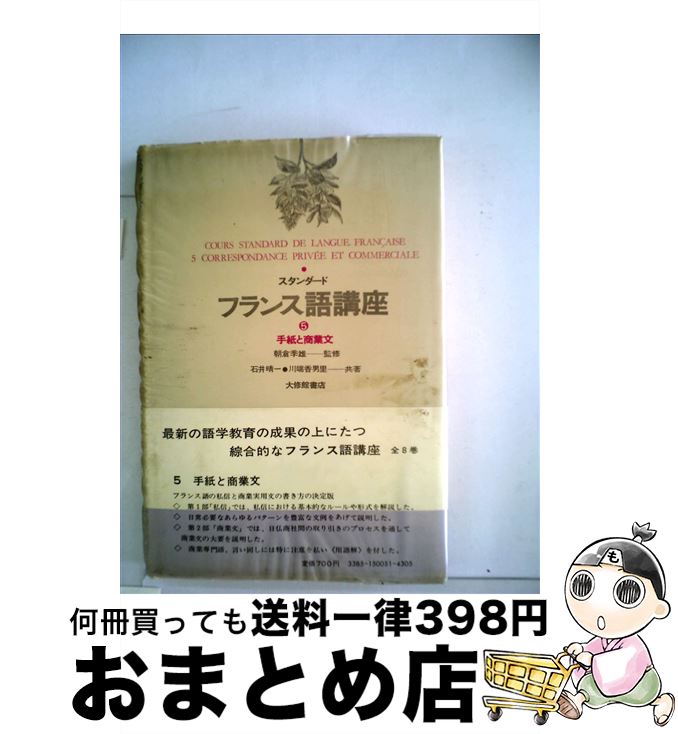 COURS STANDARD DE LANGUE FRANÇAISE
5 CORRESPONDANCE PRIVÉE ET COMMERCIALE
スタンダード
フランス語講座
5
手紙と商業文
朝倉季雄——監修
石井晴一●川端香男里——共著
大修館書店
最新の語学教育の成果の上にたつ
綜合的なフランス語講座 全8巻
5 手紙と商業文
フランス語の私信と商業実用文の書き方の決定版
◇ 第1部「私信」では、私信における基本的なルールや形式を解説した。
◇ 日常必要なあらゆるパターンを豊富な文例をあげて説明した。
◇ 第2部「商業文」では、日仏商社間の取り引きのプロセスを通して
商業文の大要を説明した。
◇ 商業専門語、言い回しには特に注意を払い《用語解》を付した。
定価700円 3385-150051-4305
も
何冊買っても送料一律398円
おまとめ店